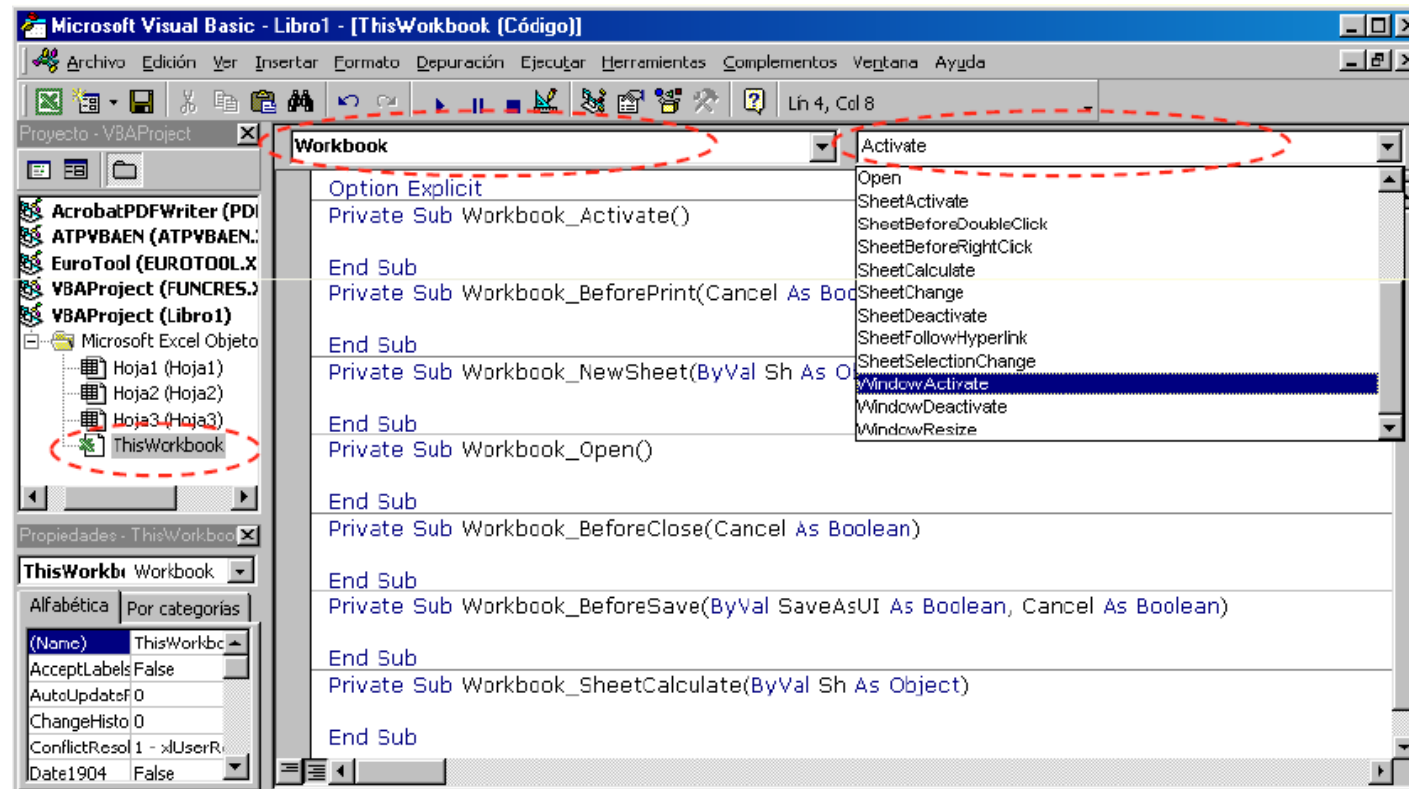 Microsoft Visual Basic - Libro1 - [ThisWorkbook (Código)]
Archivo Edición Ver Insertar Formato Depuración Ejecutar Herramientas Complementos Ventana Ayuda
Lín 4, Col 8
Proyecto - VBAProject
AcrobatPDFWriter (PDI
ATPVBAEN (ATPVBAEN.
EuroTool (EUROTOOL.X
VBAProject (FUNCRES.X
VBAProject (Libro1)
Microsoft Excel Objeto
Hoja1 (Hoja1)
Hoja2 (Hoja2)
Hoja3 (Hoja3)
ThisWorkbook
Propiedades - ThisWorkboo
ThisWorkb Workbook
Alfabética Por categorías
(Name) ThisWorkbo
AcceptLabels False
AutoUpdateF 0
ChangeHisto 0
ConflictResol 1 - xlUserR
Date1904 False
Workbook
Activate
Option Explicit
Private Sub Workbook_Activate()
End Sub
Private Sub Workbook_BeforePrint(Cancel As Boo
End Sub
Private Sub Workbook_NewSheet(ByVal Sh As O
End Sub
Private Sub Workbook_Open()
End Sub
Private Sub Workbook_BeforeClose(Cancel As Boolean)
End Sub
Private Sub Workbook_BeforeSave(ByVal SaveAsUI As Boolean, Cancel As Boolean)
End Sub
Private Sub Workbook_SheetCalculate(ByVal Sh As Object)
End Sub
Open
SheetActivate
SheetBeforeDoubleClick
SheetBeforeRightClick
SheetCalculate
SheetChange
SheetDeactivate
SheetFollowHyperlink
SheetSelectionChange
WindowActivate
WindowDeactivate
WindowResize